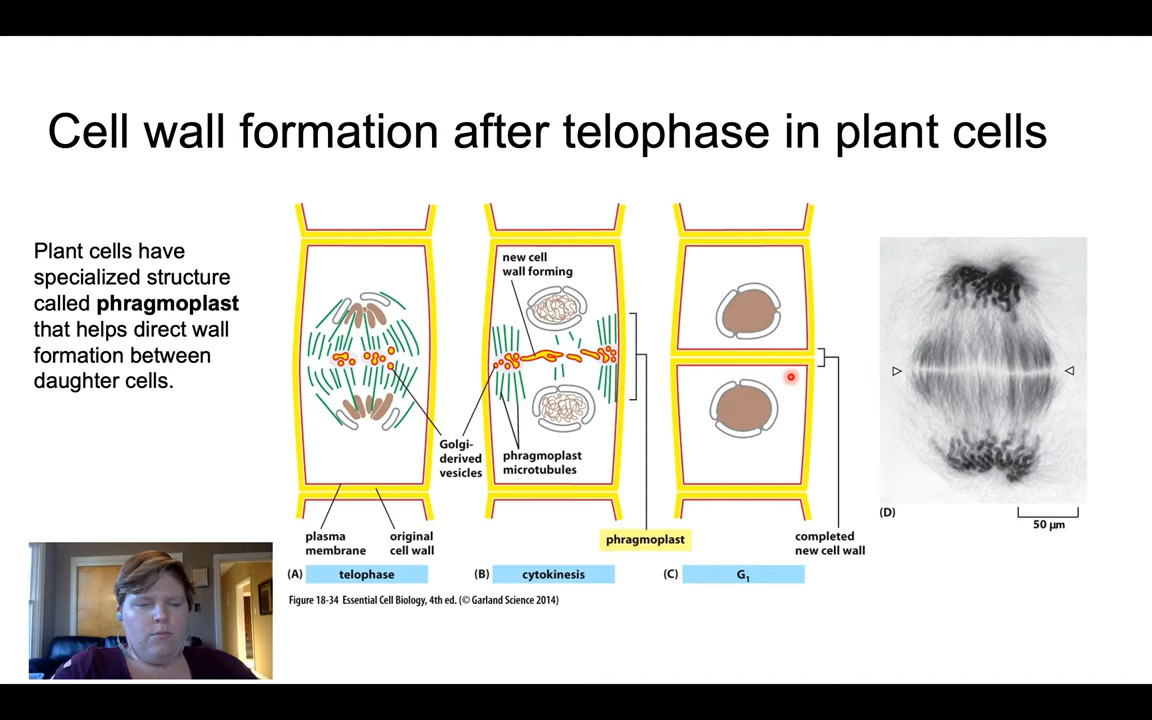 Cell wall formation after telophase in plant cells
Plant cells have
specialized structure
called phragmoplast
that helps direct wall
formation between
daughter cells.
new cell
wall forming
Golgi-
derived
vesicles
phragmoplast
microtubules
plasma
membrane
original
cell wall
phragmoplast
completed
new cell wall
(A) telophase
(B) cytokinesis
(C) G1
(D)
50 µm
Figure 18-34 Essential Cell Biology, 4th ed. (© Garland Science 2014)